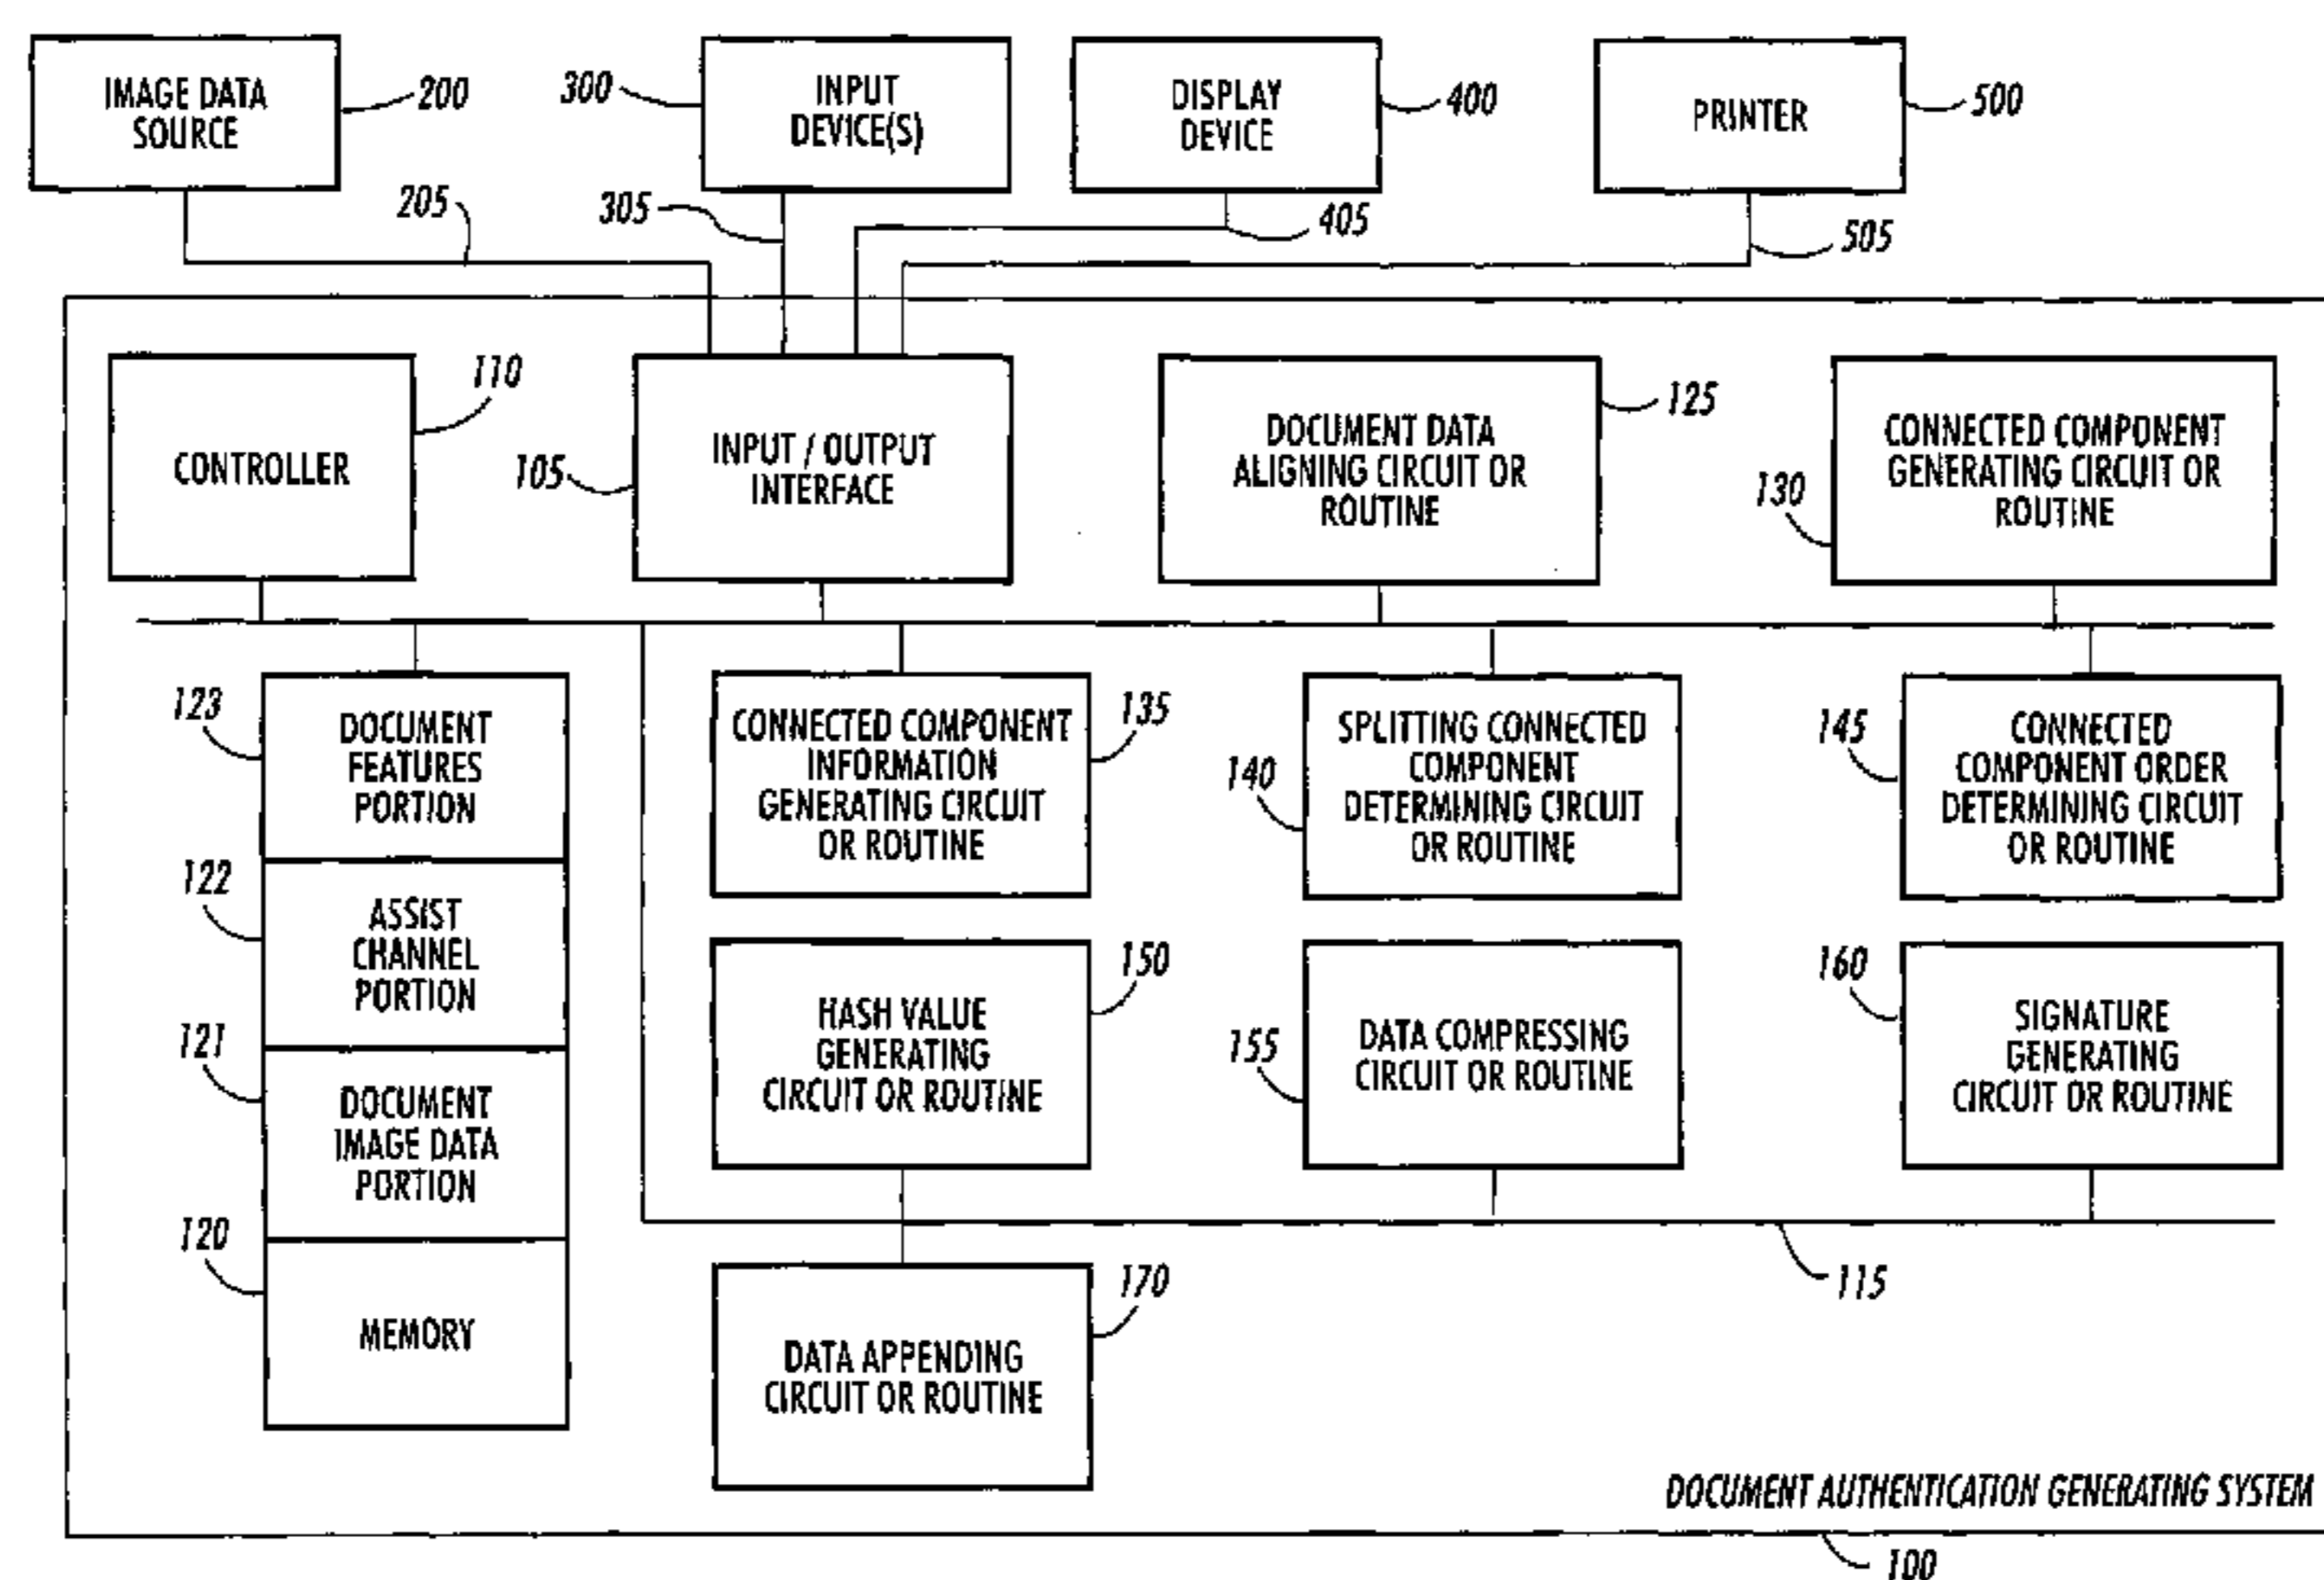 IMAGE DATA
SOURCE
200
300
INPUT
DEVICE(S)
DISPLAY
DEVICE
400
PRINTER
500
205
305
405
505
CONTROLLER
110
105
INPUT / OUTPUT
INTERFACE
DOCUMENT DATA
ALIGNING CIRCUIT OR
ROUTINE
125
130
CONNECTED COMPONENT
GENERATING CIRCUIT OR
ROUTINE
123
DOCUMENT
FEATURES
PORTION
122
ASSIST
CHANNEL
PORTION
121
DOCUMENT
IMAGE DATA
PORTION
120
MEMORY
CONNECTED COMPONENT
INFORMATION
GENERATING CIRCUIT
OR ROUTINE
135
140
SPLITTING CONNECTED
COMPONENT
DETERMINING CIRCUIT
OR ROUTINE
145
CONNECTED
COMPONENT ORDER
DETERMINING CIRCUIT
OR ROUTINE
HASH VALUE
GENERATING
CIRCUIT OR ROUTINE
150
155
DATA COMPRESSING
CIRCUIT OR ROUTINE
160
SIGNATURE
GENERATING
CIRCUIT OR ROUTINE
115
DATA APPENDING
CIRCUIT OR ROUTINE
170
DOCUMENT AUTHENTICATION GENERATING SYSTEM
100